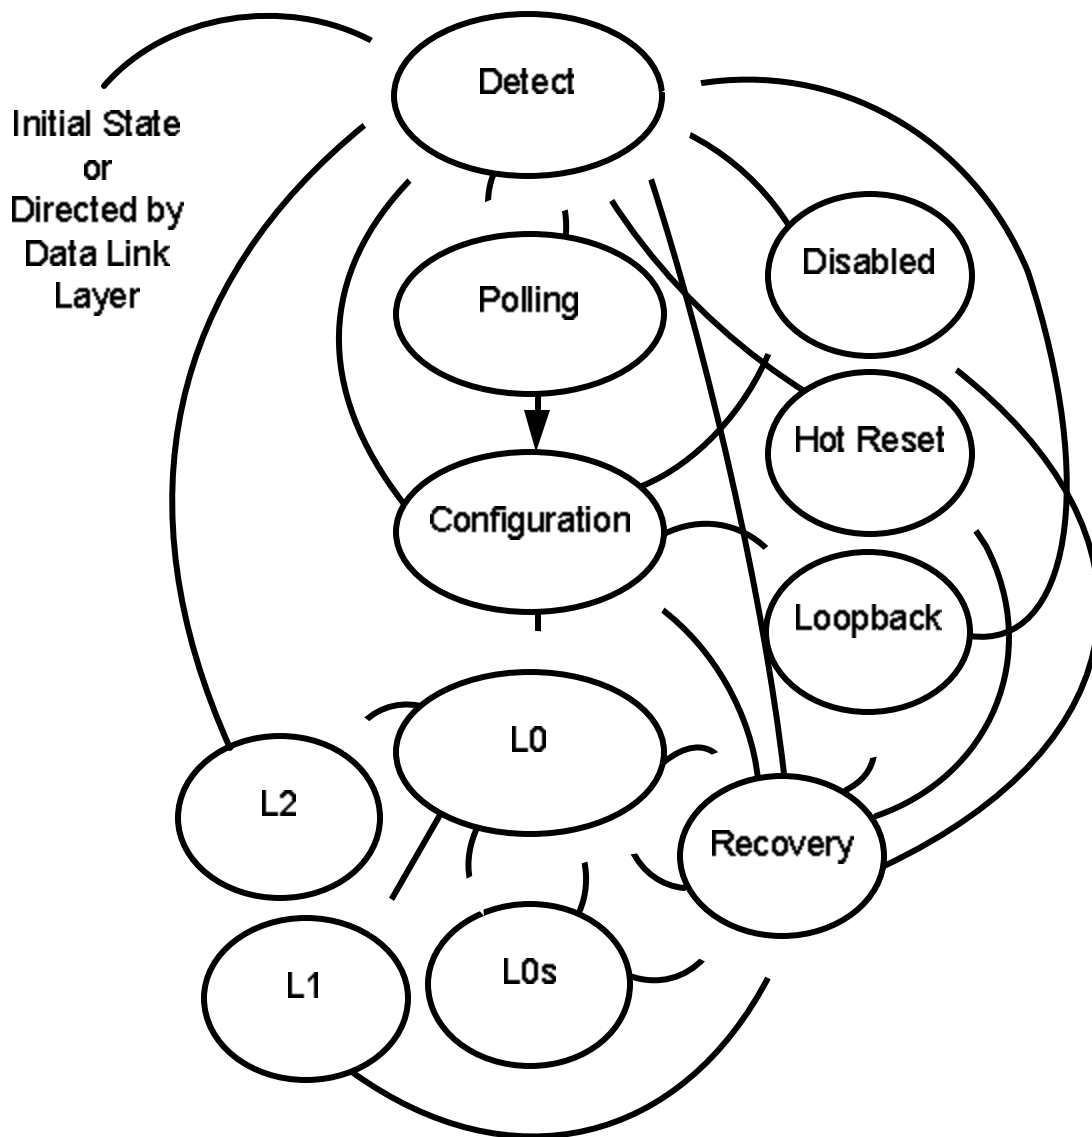 Detect
Initial State
or
Directed by
Data Link
Layer
Disabled
Polling
Hot Reset
Configuration
Loopback
L0
L2
Recovery
L1
L0s